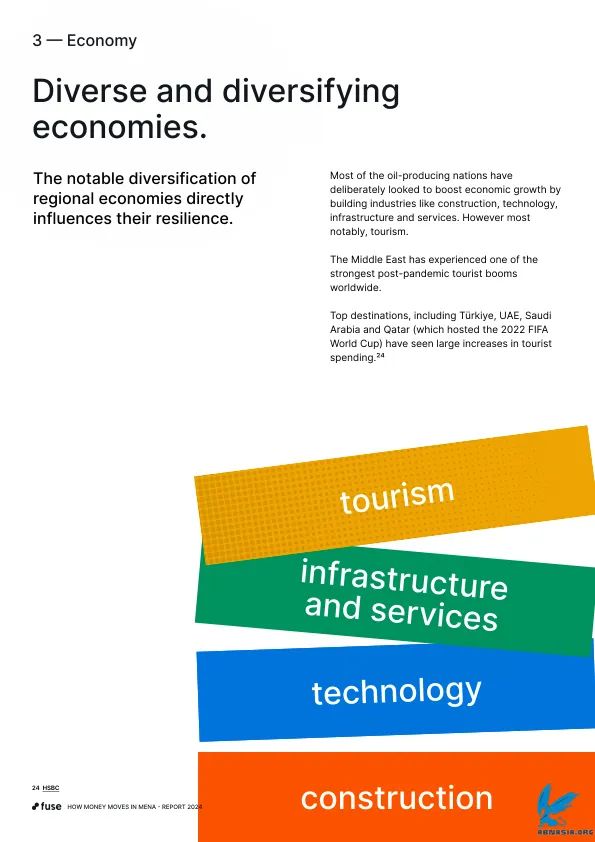 3 — Economy
Diverse and diversifying
economies.
The notable diversification of
regional economies directly
influences their resilience.
Most of the oil-producing nations have
deliberately looked to boost economic growth by
building industries like construction, technology,
infrastructure and services. However most
notably, tourism.
The Middle East has experienced one of the
strongest post-pandemic tourist booms
worldwide.
Top destinations, including Türkiye, UAE, Saudi
Arabia and Qatar (which hosted the 2022 FIFA
World Cup) have seen large increases in tourist
spending.²⁴
tourism
infrastructure
and services
technology
construction
24 HSBC
fuse HOW MONEY MOVES IN MENA - REPORT 2024
ABNASIA.ORG